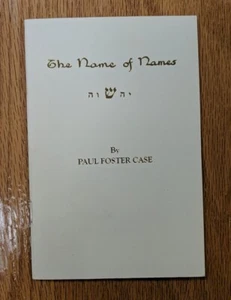 The Name of Names
יהשוה
By
PAUL FOSTER CASE